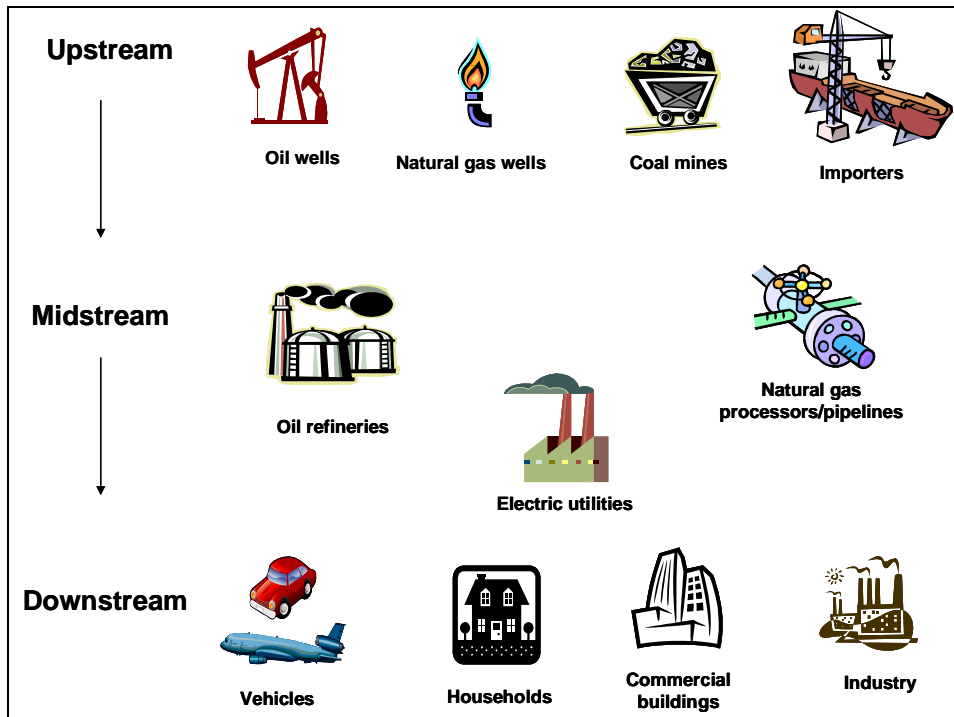 Upstream
Oil wells
Natural gas wells
Coal mines
Importers
Midstream
Oil refineries
Natural gas
processors/pipelines
Electric utilities
Downstream
Vehicles
Households
Commercial
buildings
Industry